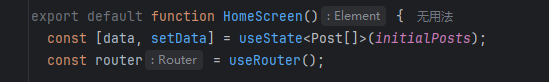 export default function HomeScreen() : Element { 无用法
const [data, setData] = useState<Post[]>(initialPosts);
const router : Router = useRouter();